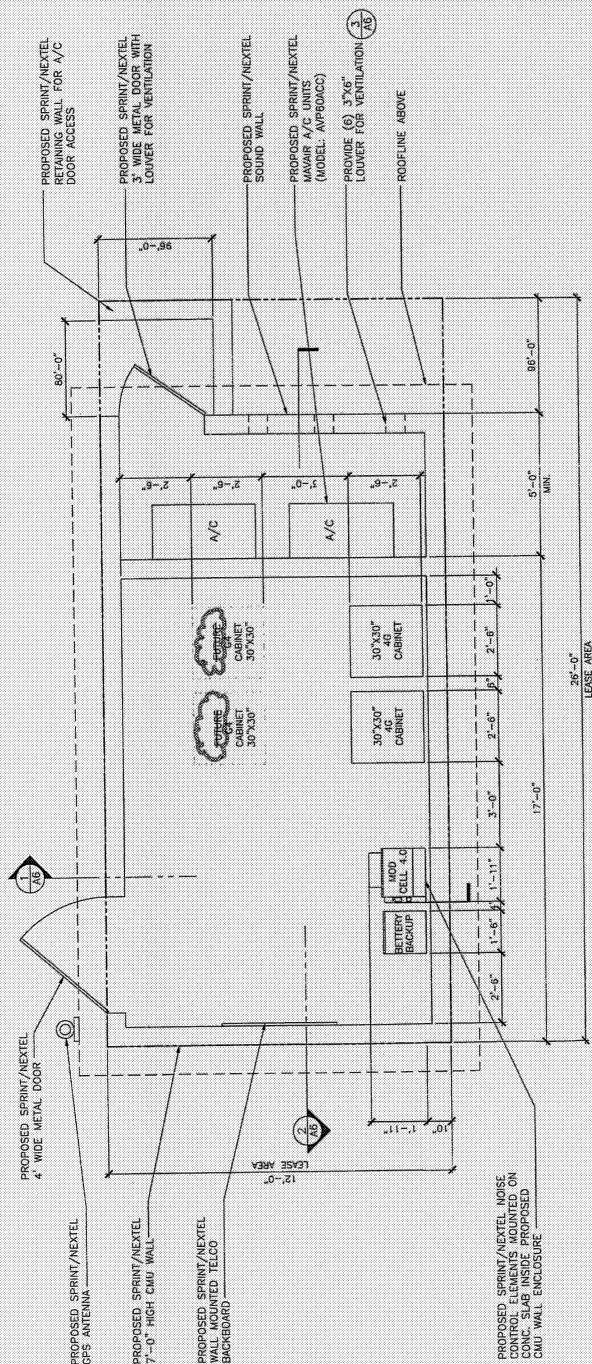 PROPOSED SPRINT/NEXTEL
GPS ANTENNA
PROPOSED SPRINT/NEXTEL
4' WIDE METAL DOOR
PROPOSED SPRINT/NEXTEL
7'-0" HIGH CMU WALL
PROPOSED SPRINT/NEXTEL
WALL MOUNTED TELCO
BACKBOARD
PROPOSED SPRINT/NEXTEL NOISE
CONTROL ELEMENTS MOUNTED ON
CONC. SLAB INSIDE PROPOSED
CMU WALL ENCLOSURE
PROPOSED SPRINT/NEXTEL
RETAINING WALL FOR A/C
DOOR ACCESS
PROPOSED SPRINT/NEXTEL
3' WIDE METAL DOOR WITH
LOUVER FOR VENTILATION
PROPOSED SPRINT/NEXTEL
SOUND WALL
PROPOSED SPRINT/NEXTEL
MAVAIR A/C UNITS
(MODEL: AVP60ACC)
PROVIDE (6) 3"X6"
LOUVER FOR VENTILATION
3
A6
ROOFLINE ABOVE
1
A6
2
A6
80'-0"
96'-0"
2'-6"
2'-6"
3'-0"
2'-6"
A/C
A/C
FUTURE
G4
CABINET
30"X30"
FUTURE
G4
CABINET
30"X30"
30"X30"
4G
CABINET
30"X30"
4G
CABINET
MOD
CELL 4.0
BETTERY
BACKUP
12'-0"
LEASE AREA
1'-11"
10"
2'-6"
1'-6"
4"
1'-11"
3'-0"
2'-6"
6"
2'-6"
1'-0"
17'-0"
5'-0"
MIN.
96'-0"
26'-0"
LEASE AREA